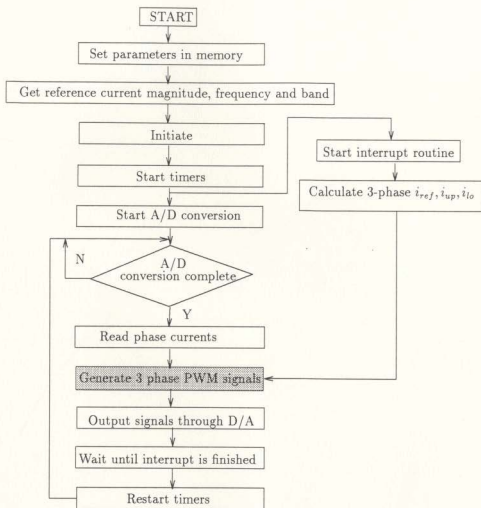 START
Set parameters in memory
Get reference current magnitude, frequency and band
Initiate
Start interrupt routine
Start timers
Calculate 3-phase i_ref, i_up, i_lo
Start A/D conversion
N
A/D
conversion complete
Y
Read phase currents
Generate 3 phase PWM signals
Output signals through D/A
Wait until interrupt is finished
Restart timers